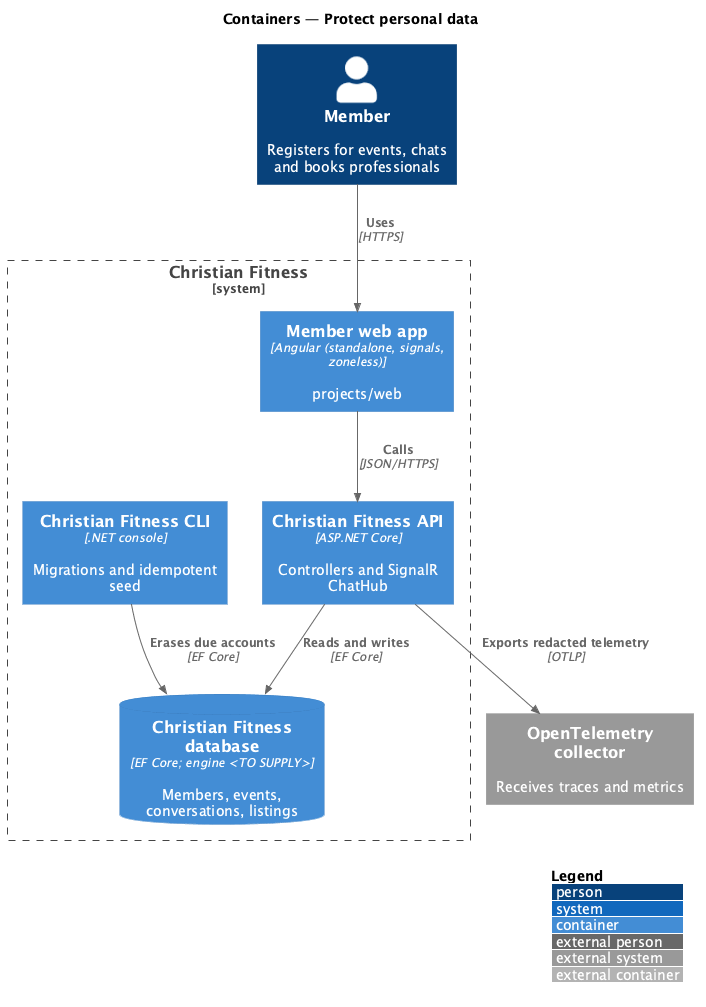 Containers — Protect personal data
Member
Registers for events, chats
and books professionals
Uses
[HTTPS]
Christian Fitness
[system]
Member web app
[Angular (standalone, signals,
zoneless)]
projects/web
Calls
[JSON/HTTPS]
Christian Fitness CLI
[.NET console]
Migrations and idempotent
seed
Christian Fitness API
[ASP.NET Core]
Controllers and SignalR
ChatHub
Erases due accounts
[EF Core]
Reads and writes
[EF Core]
Exports redacted telemetry
[OTLP]
Christian Fitness
database
[EF Core; engine <TO SUPPLY>]
Members, events,
conversations, listings
OpenTelemetry
collector
Receives traces and metrics
Legend
person
system
container
external person
external system
external container